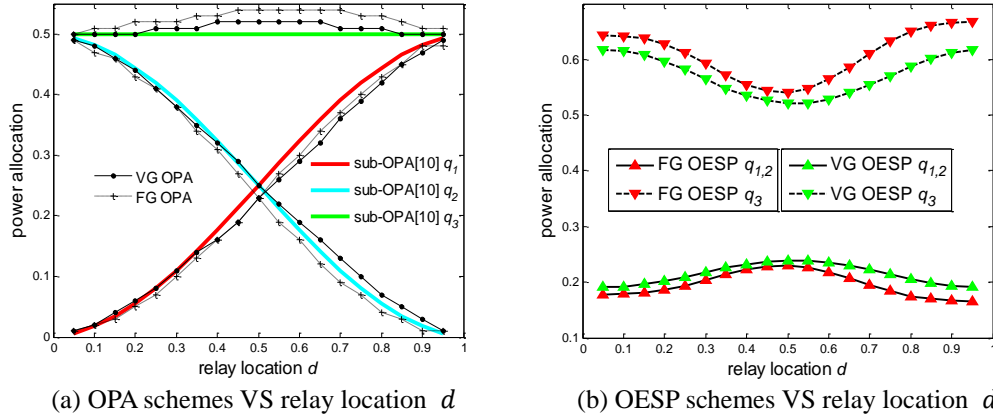 power allocation
0.5
0.4
0.3
0.2
0.1
0
0 0.1 0.2 0.3 0.4 0.5 0.6 0.7 0.8 0.9 1
relay location d
VG OPA
FG OPA
sub-OPA[10] q1
sub-OPA[10] q2
sub-OPA[10] q3
(a) OPA schemes VS relay location d
power allocation
0.6
0.5
0.4
0.3
0.2
0.1
0 0.1 0.2 0.3 0.4 0.5 0.6 0.7 0.8 0.9 1
relay location d
FG OESP q1,2
FG OESP q3
VG OESP q1,2
VG OESP q3
(b) OESP schemes VS relay location d